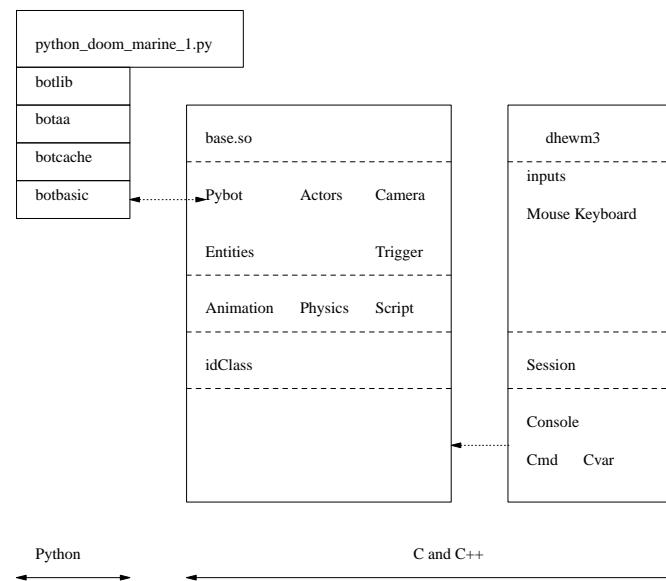 python_doom_marine_1.py
botlib
botaa
botcache
botbasic
base.so
Pybot Actors Camera
Entities Trigger
Animation Physics Script
idClass
dhewm3
inputs
Mouse Keyboard
Session
Console
Cmd Cvar
Python
C and C++